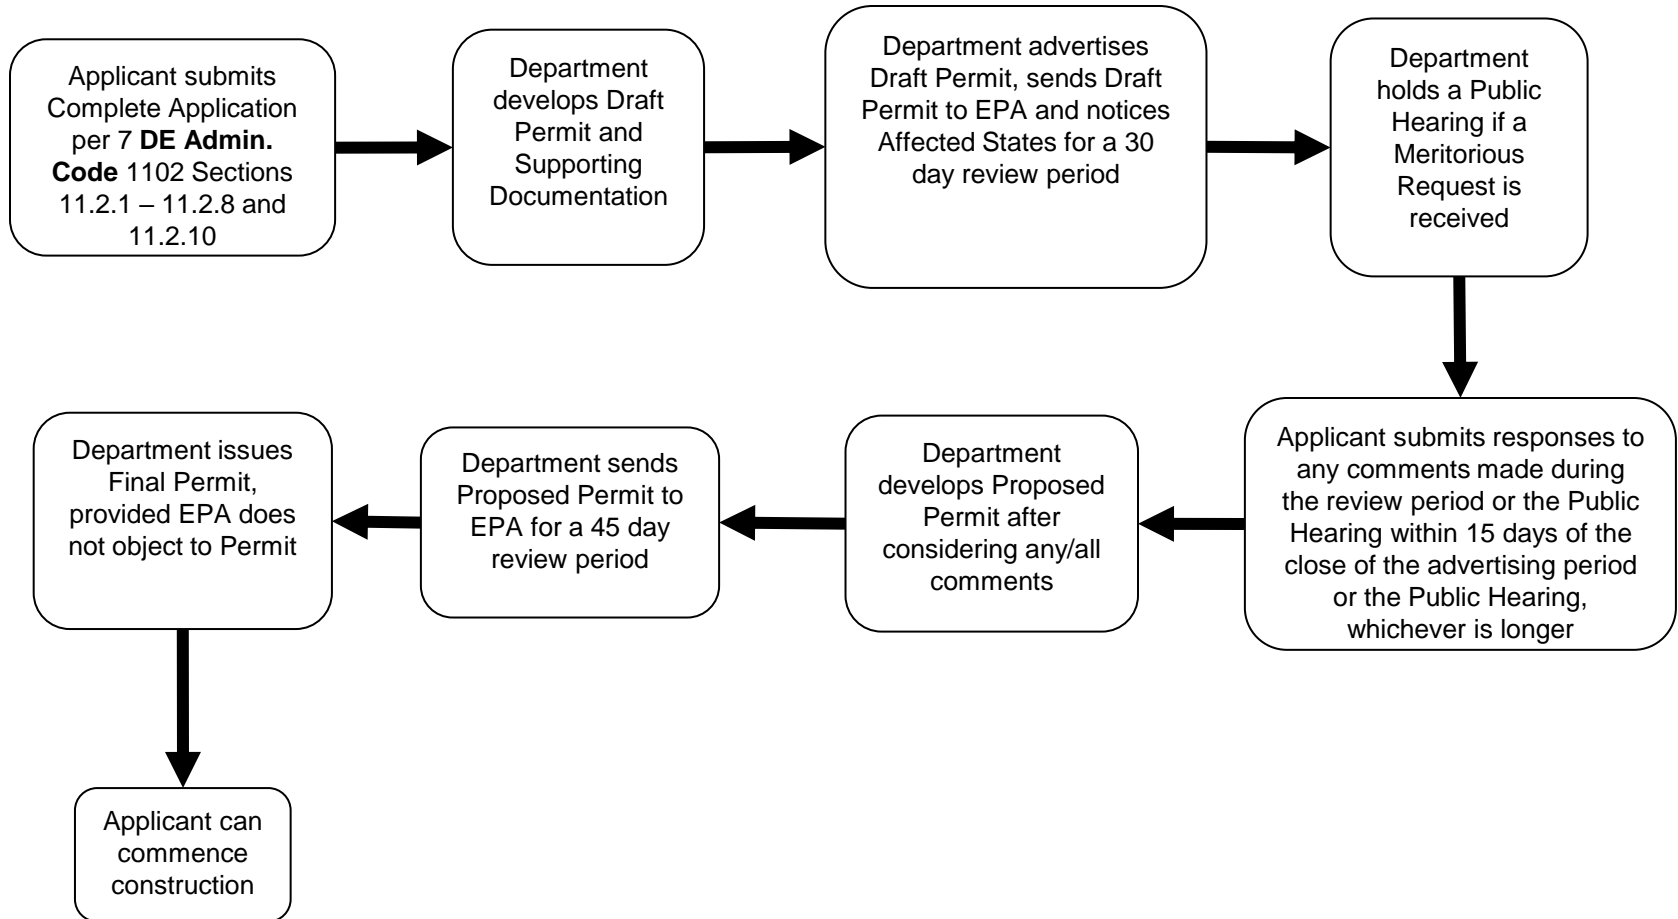 Applicant submits
Complete Application
per 7 DE Admin.
Code 1102 Sections
11.2.1 – 11.2.8 and
11.2.10
Department
develops Draft
Permit and
Supporting
Documentation
Department advertises
Draft Permit, sends Draft
Permit to EPA and notices
Affected States for a 30
day review period
Department
holds a Public
Hearing if a
Meritorious
Request is
received
Applicant submits responses to
any comments made during
the review period or the Public
Hearing within 15 days of the
close of the advertising period
or the Public Hearing,
whichever is longer
Department
develops Proposed
Permit after
considering any/all
comments
Department sends
Proposed Permit to
EPA for a 45 day
review period
Department issues
Final Permit,
provided EPA does
not object to Permit
Applicant can
commence
construction